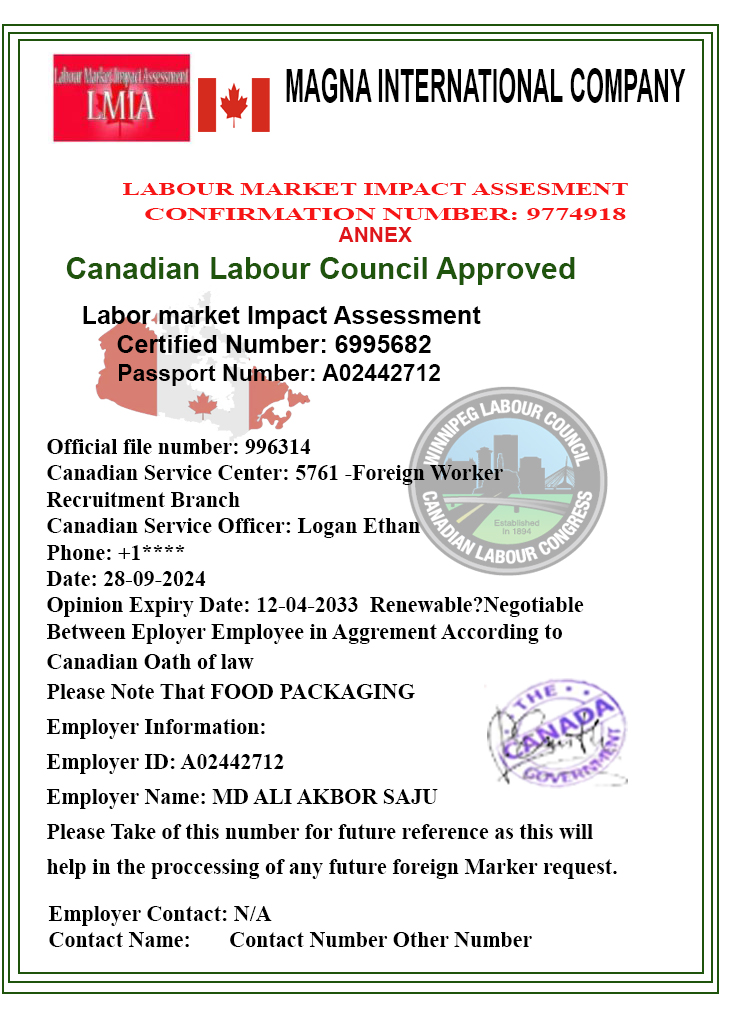 Labour Market Impact Assessment
LMIA
MAGNA INTERNATIONAL COMPANY
LABOUR MARKET IMPACT ASSESMENT
CONFIRMATION NUMBER: 9774918
ANNEX
Canadian Labour Council Approved
Labor market Impact Assessment
Certified Number: 6995682
Passport Number: A02442712
WINNIPEG LABOUR COUNCIL
Established
in 1894
CANADIAN LABOUR CONGRESS
Official file number: 996314
Canadian Service Center: 5761 -Foreign Worker
Recruitment Branch
Canadian Service Officer: Logan Ethan
Phone: +1****
Date: 28-09-2024
Opinion Expiry Date: 12-04-2033 Renewable?Negotiable
Between Eployer Employee in Aggrement According to
Canadian Oath of law
Please Note That FOOD PACKAGING
THE
CANADA
GOVERNMENT
Employer Information:
Employer ID: A02442712
Employer Name: MD ALI AKBOR SAJU
Please Take of this number for future reference as this will
help in the proccessing of any future foreign Marker request.
Employer Contact: N/A
Contact Name: Contact Number Other Number